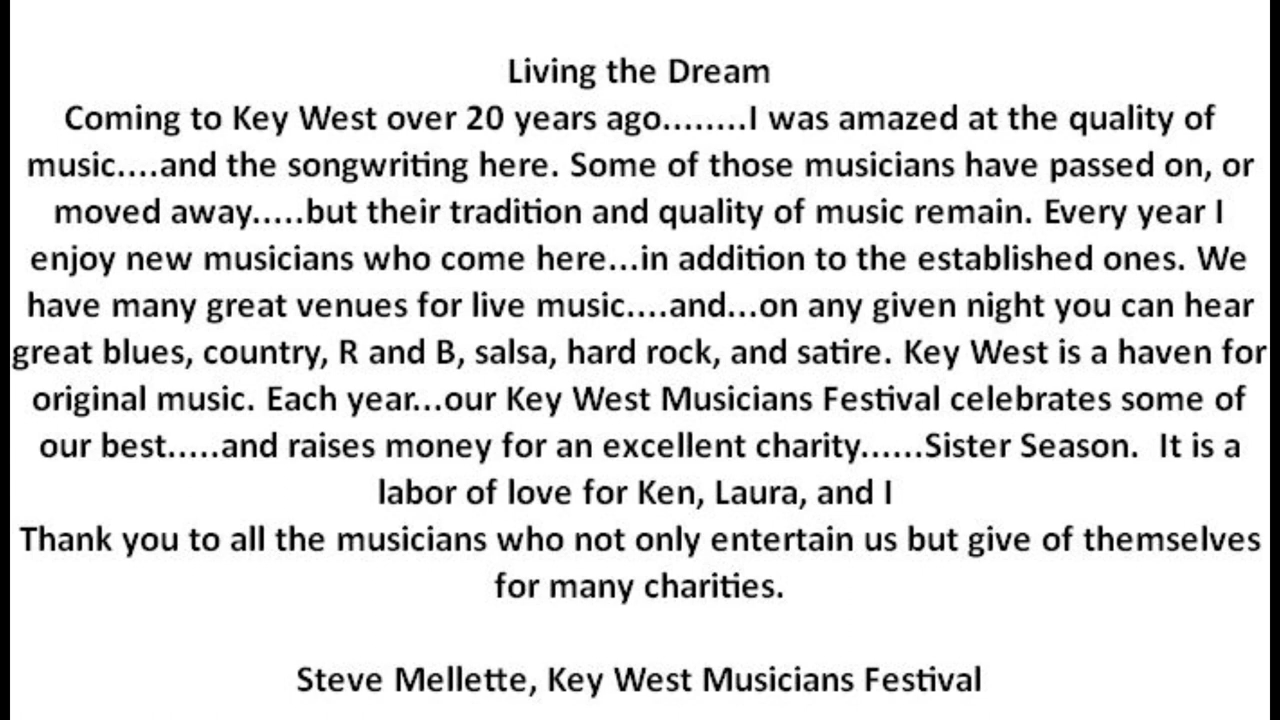 Living the Dream
Coming to Key West over 20 years ago........I was amazed at the quality of
music....and the songwriting here. Some of those musicians have passed on, or
moved away.....but their tradition and quality of music remain. Every year I
enjoy new musicians who come here...in addition to the established ones. We
have many great venues for live music....and...on any given night you can hear
great blues, country, R and B, salsa, hard rock, and satire. Key West is a haven for
original music. Each year...our Key West Musicians Festival celebrates some of
our best.....and raises money for an excellent charity......Sister Season.  It is a
labor of love for Ken, Laura, and I
Thank you to all the musicians who not only entertain us but give of themselves
for many charities.
Steve Mellette, Key West Musicians Festival